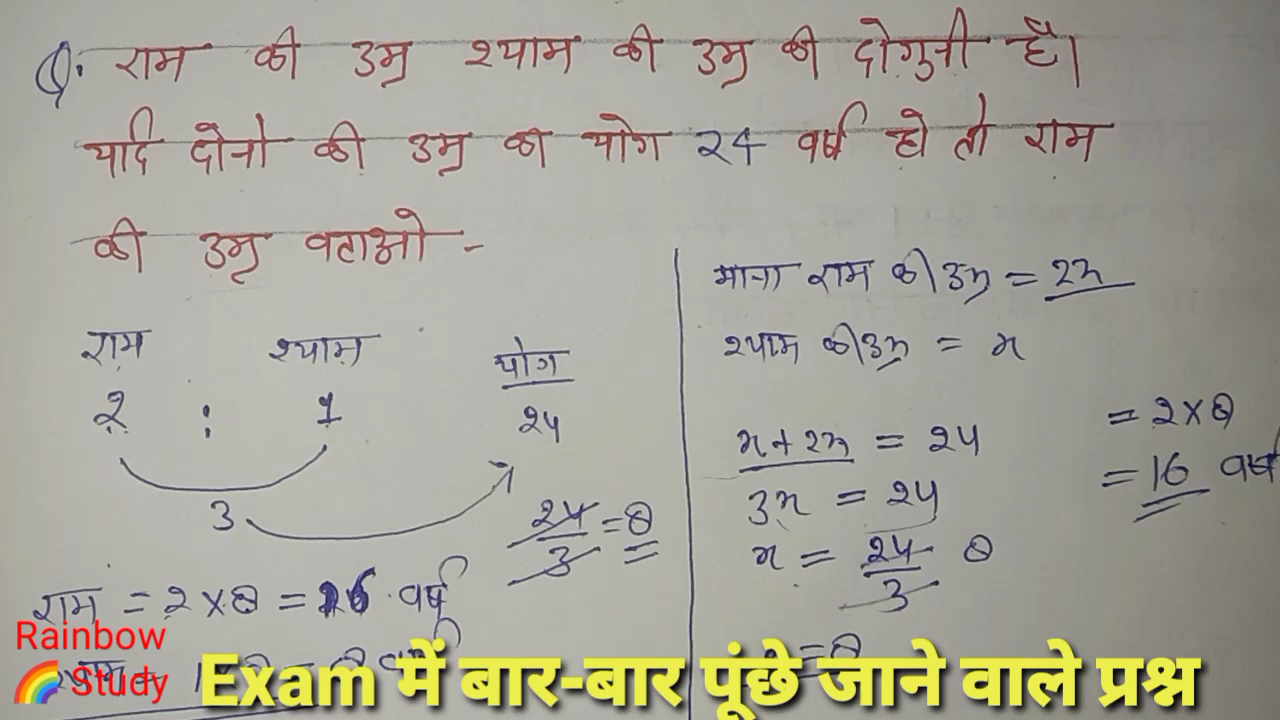 Q. राम की उम्र श्याम की उम्र की दोगुनी है।
यदि दोनो की उम्र का योग 24 वर्ष हो तो राम
की उम्र बताओ -
राम श्याम योग
2 : 1 24
3
24/3 = 8
राम = 2 × 8 = 16 वर्ष
माना राम की उम्र = 2x
श्याम की उम्र = x
x + 2x = 24
3x = 24
x = 24/3 8
= 8
= 2 × 8
= 16 वर्ष
Rainbow
Study
Exam में बार-बार पूंछे जाने वाले प्रश्न